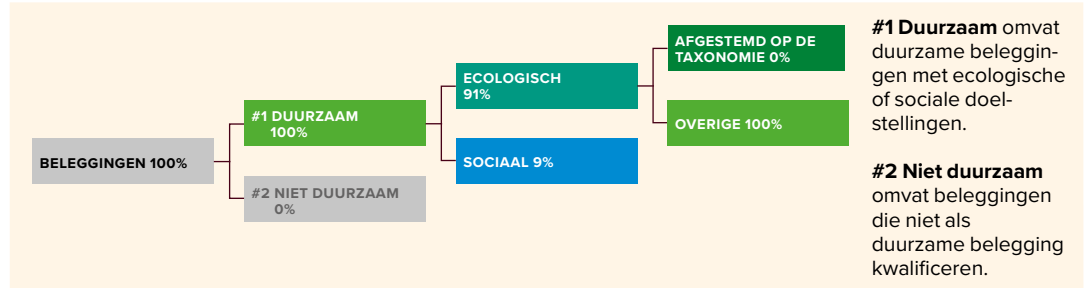 BELEGGINGEN 100%
#1 DUURZAAM
100%
#2 NIET DUURZAAM
0%
ECOLOGISCH
91%
SOCIAAL 9%
AFGESTEMD OP DE
TAXONOMIE 0%
OVERIGE 100%
#1 Duurzaam omvat
duurzame beleggin-
gen met ecologische
of sociale doel-
stellingen.
#2 Niet duurzaam
omvat beleggingen
die niet als
duurzame belegging
kwalificeren.